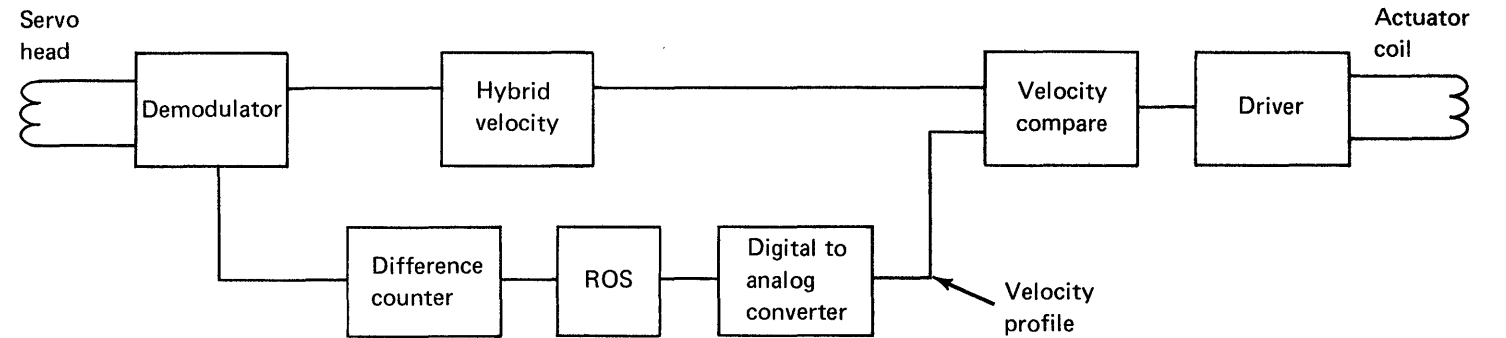 Servo
head
Demodulator
Hybrid
velocity
Velocity
compare
Driver
Actuator
coil
Difference
counter
ROS
Digital to
analog
converter
Velocity
profile